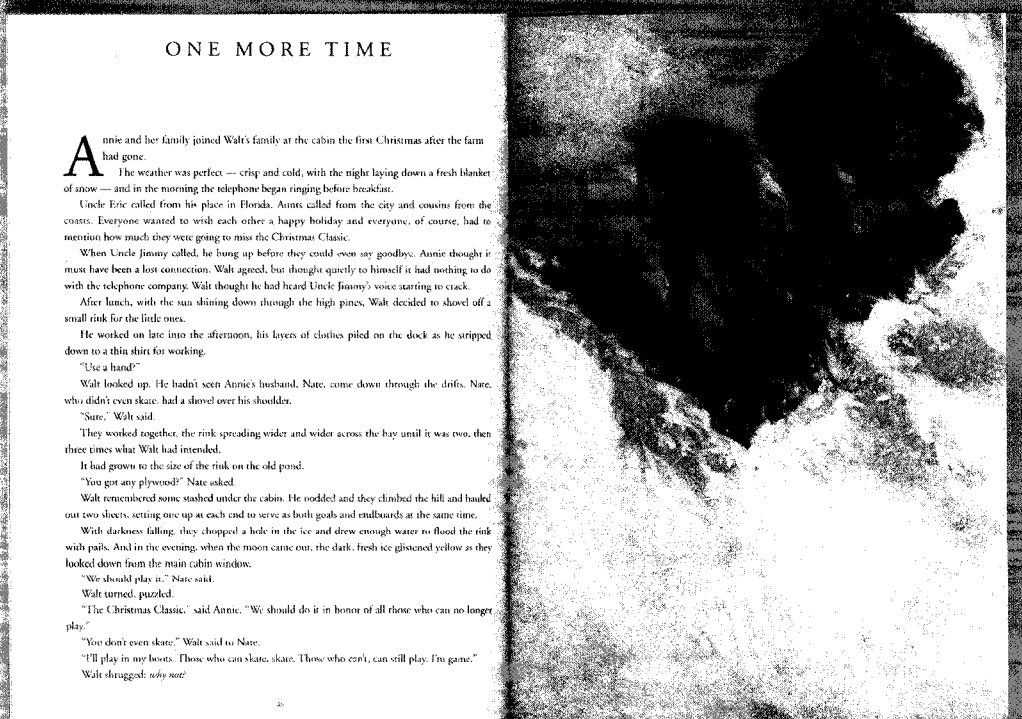 ONE MORE TIME
Annie and her family joined Walt's family at the cabin the first Christmas after the farm
had gone.
The weather was perfect — crisp and cold, with the night laying down a fresh blanket
of snow — and in the morning the telephone began ringing before breakfast.
Uncle Eric called from his place in Florida. Aunts called from the city and cousins from the
coasts. Everyone wanted to wish each other a happy holiday and everyone, of course, had to
mention how much they were going to miss the Christmas Classic.
When Uncle Jimmy called, he hung up before they could even say goodbye. Annie thought it
must have been a lost connection. Walt agreed, but thought quietly to himself it had nothing to do
with the telephone company. Walt thought he had heard Uncle Jimmy's voice starting to crack.
After lunch, with the sun shining down through the high pines, Walt decided to shovel off a
small rink for the little ones.
He worked on late into the afternoon, his layers of clothes piled on the dock as he stripped
down to a thin shirt for working.
"Use a hand?"
Walt looked up. He hadn't seen Annie's husband, Nate, come down through the drifts. Nate,
who didn't even skate, had a shovel over his shoulder.
"Sure," Walt said.
They worked together, the rink spreading wider and wider across the bay until it was two, then
three times what Walt had intended.
It had grown to the size of the rink on the old pond.
"You got any plywood?" Nate asked.
Walt remembered some stashed under the cabin. He nodded and they climbed the hill and hauled
out two sheets, setting one up at each end to serve as both goals and endboards at the same time.
With darkness falling, they chopped a hole in the ice and drew enough water to flood the rink
with pails. And in the evening, when the moon came out, the dark, fresh ice glistened yellow as they
looked down from the main cabin window.
"We should play it," Nate said.
Walt turned, puzzled.
"The Christmas Classic," said Annie. "We should do it in honor of all those who can no longer
play."
"You don't even skate," Walt said to Nate.
"I'll play in my boots. Those who can skate, skate. Those who can't, can still play. I'm game."
Walt shrugged: why not?